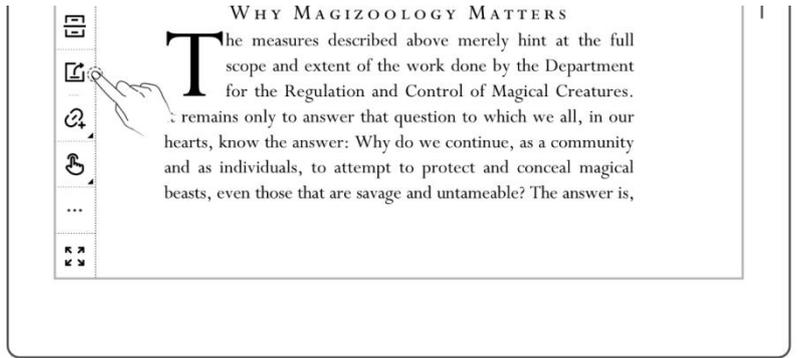 WHY MAGIZOOLOGY MATTERS
The measures described above merely hint at the full
scope and extent of the work done by the Department
for the Regulation and Control of Magical Creatures.
remains only to answer that question to which we all, in our
hearts, know the answer: Why do we continue, as a community
and as individuals, to attempt to protect and conceal magical
beasts, even those that are savage and untameable? The answer is,